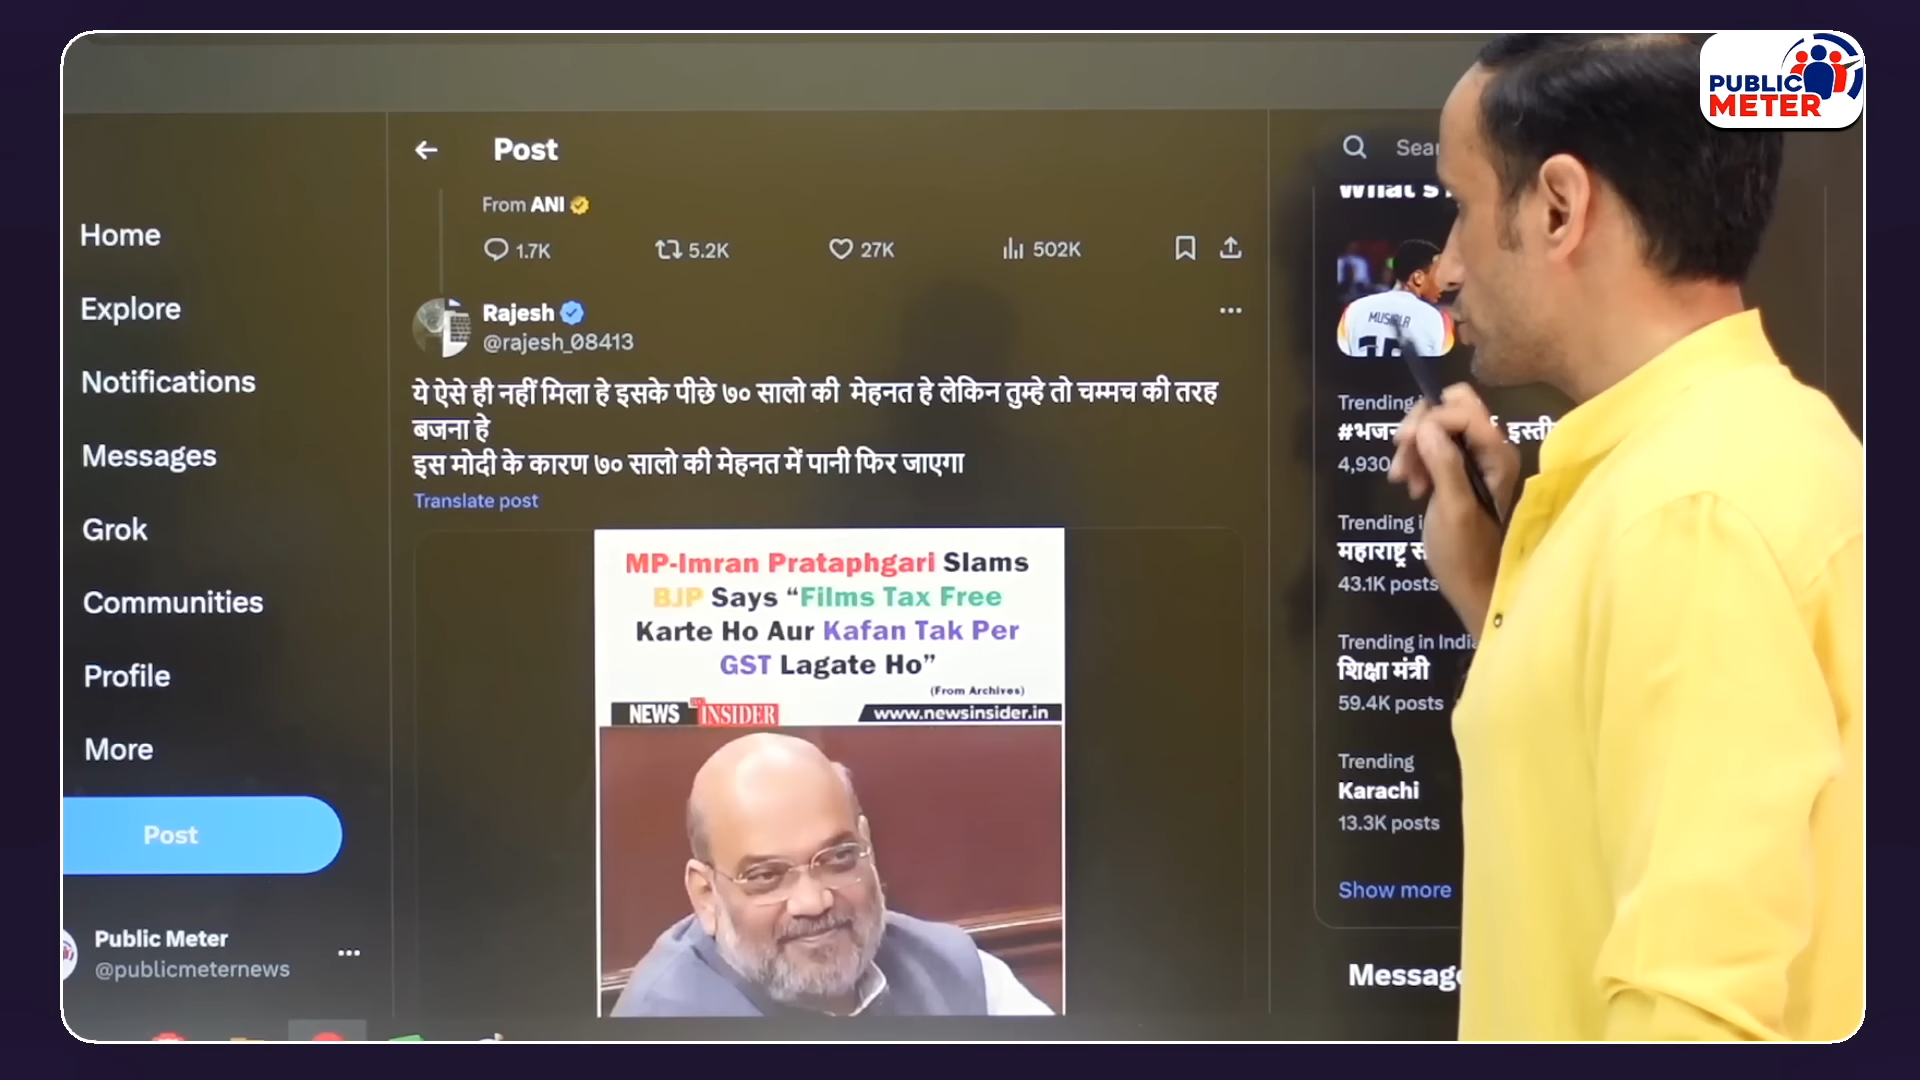 PUBLIC
METER
Post
From ANI
1.7K
5.2K
27K
502K
Rajesh
@rajesh_08413
ये ऐसे ही नहीं मिला हे इसके पीछे ७० सालो की मेहनत हे लेकिन तुम्हे तो चम्मच की तरह
बजना हे
इस मोदी के कारण ७० सालो की मेहनत में पानी फिर जाएगा
Translate post
MP-Imran Prataphgari Slams
BJP Says “Films Tax Free
Karte Ho Aur Kafan Tak Per
GST Lagate Ho”
(From Archives)
NEWS INSIDER
www.newsinsider.in
Home
Explore
Notifications
Messages
Grok
Communities
Profile
More
Post
Public Meter
@publicmeternews
Trending
4,930
Trending
महाराष्ट्र
43.1K posts
Trending in India
शिक्षा मंत्री
59.4K posts
Trending
Karachi
13.3K posts
Show more